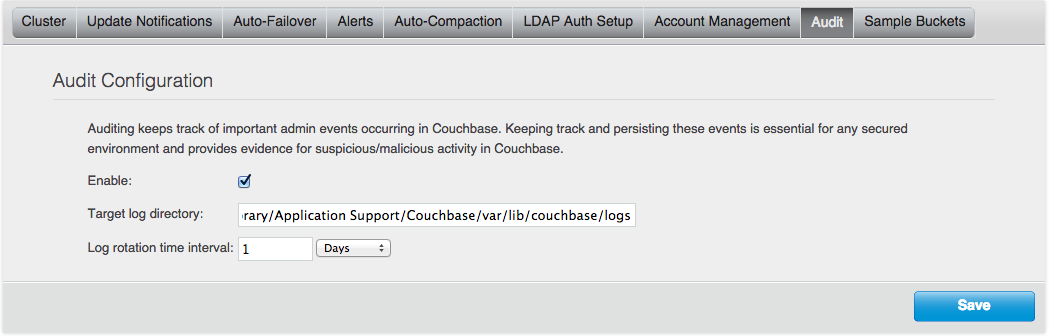 Cluster Update Notifications Auto-Failover Alerts Auto-Compaction LDAP Auth Setup Account Management Audit Sample Buckets
Audit Configuration
Auditing keeps track of important admin events occurring in Couchbase. Keeping track and persisting these events is essential for any secured
environment and provides evidence for suspicious/malicious activity in Couchbase.
Enable:
Target log directory: rary/Application Support/Couchbase/var/lib/couchbase/logs
Log rotation time interval: 1 Days
Save